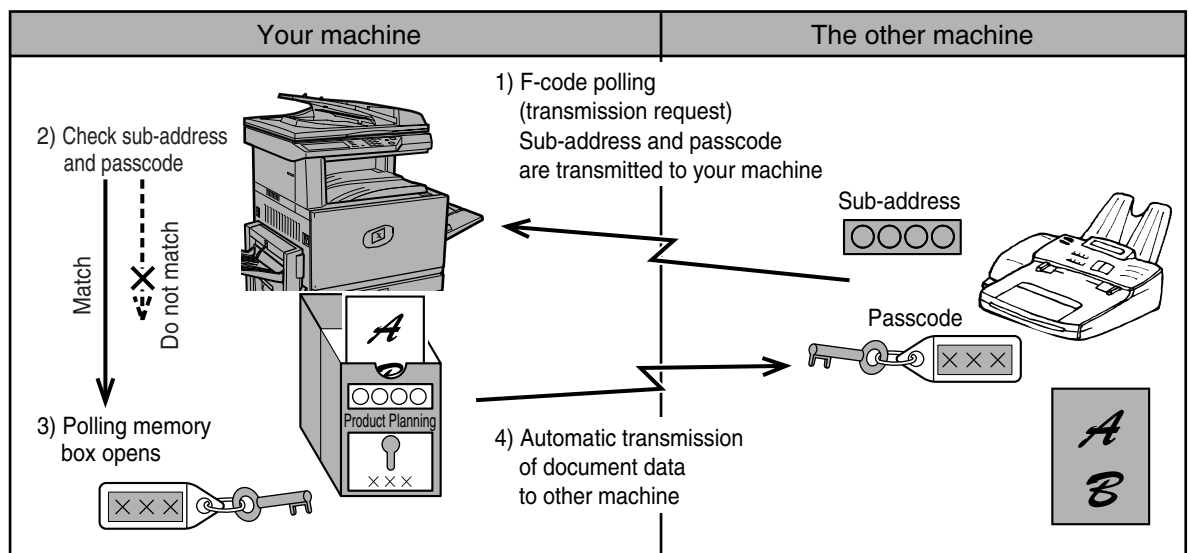 Your machine
The other machine
1) F-code polling
(transmission request)
Sub-address and passcode
are transmitted to your machine
2) Check sub-address
and passcode
Match
Do not match
Sub-address
Passcode
×××
A
Product Planning
×××
3) Polling memory
box opens
×××
4) Automatic transmission
of document data
to other machine
A
B